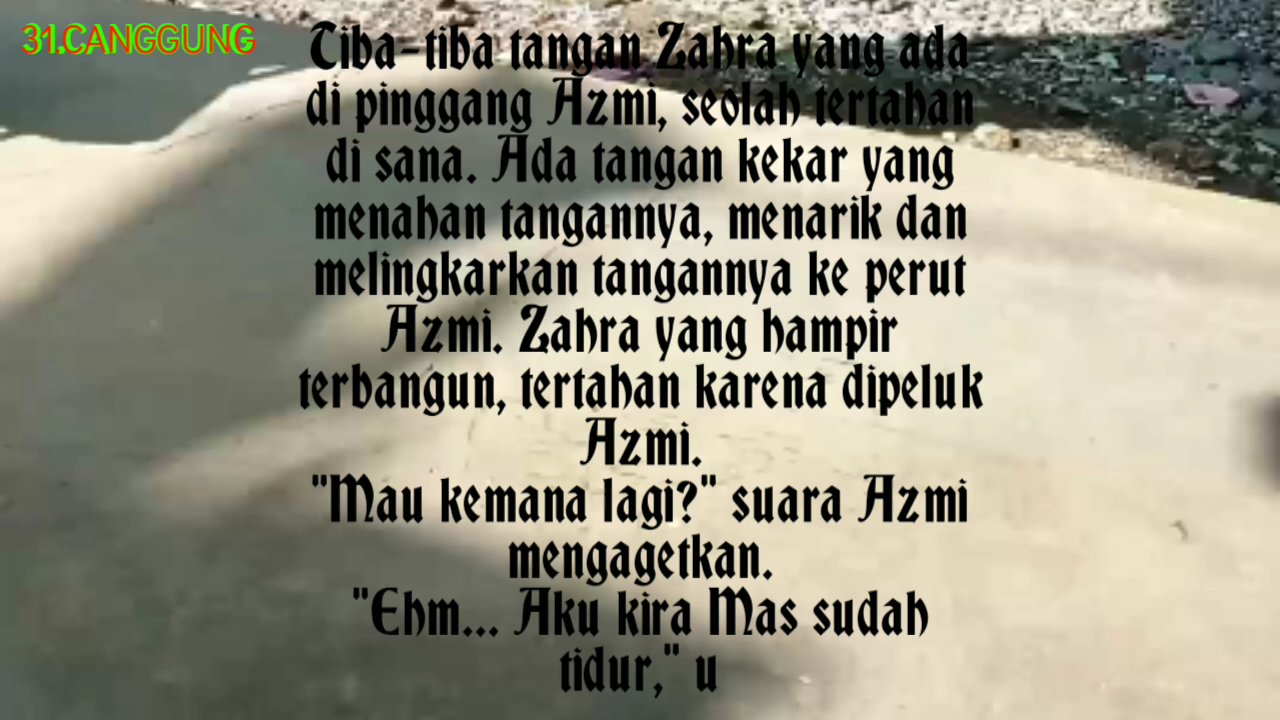 31.CANGGUNG
Tiba-tiba tangan Zahra yang ada
di pinggang Azmi, seolah tertahan
di sana. Ada tangan kekar yang
menahan tangannya, menarik dan
melingkarkan tangannya ke perut
Azmi. Zahra yang hampir
terbangun, tertahan karena dipeluk
Azmi.
"Mau kemana lagi?" suara Azmi
mengagetkan.
"Ehm... Aku kira Mas sudah
tidur," u